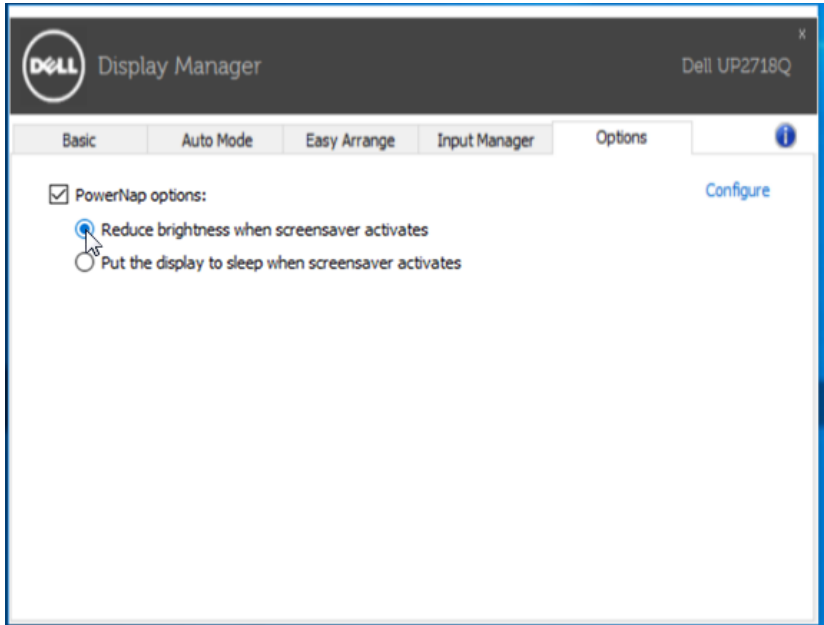 DELL Display Manager
X
Dell UP2718Q
Basic Auto Mode Easy Arrange Input Manager Options i
PowerNap options: Configure
Reduce brightness when screensaver activates
Put the display to sleep when screensaver activates